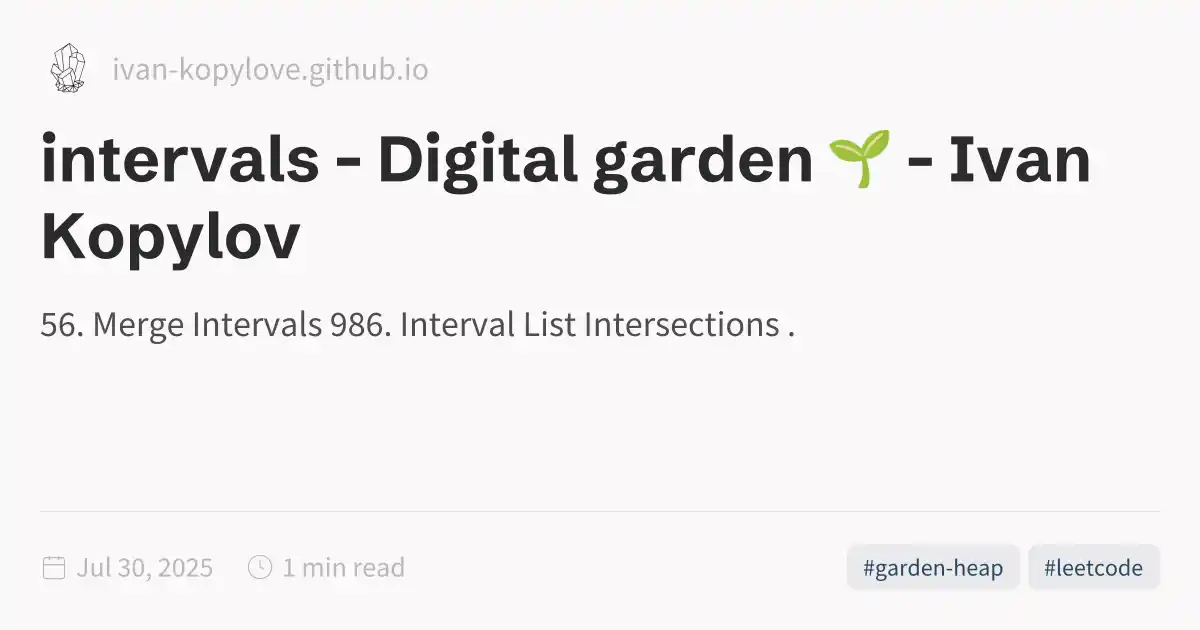 ivan-kopylove.github.io
intervals - Digital garden 🌱 - Ivan
Kopylov
56. Merge Intervals 986. Interval List Intersections .
Jul 30, 2025 1 min read #garden-heap #leetcode